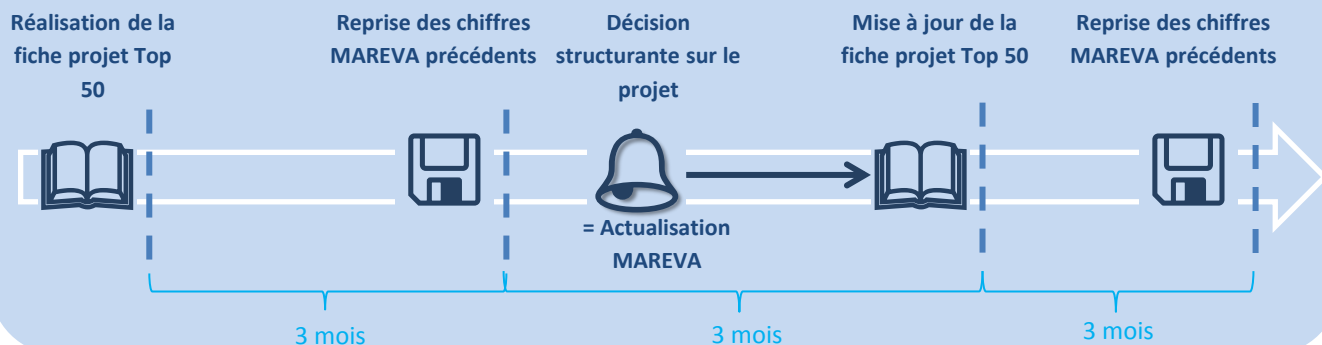 Réalisation de la
fiche projet Top
50
Reprise des chiffres
MAREVA précédents
Décision
structurante sur le
projet
Mise à jour de la
fiche projet Top 50
Reprise des chiffres
MAREVA précédents
= Actualisation
MAREVA
3 mois
3 mois
3 mois